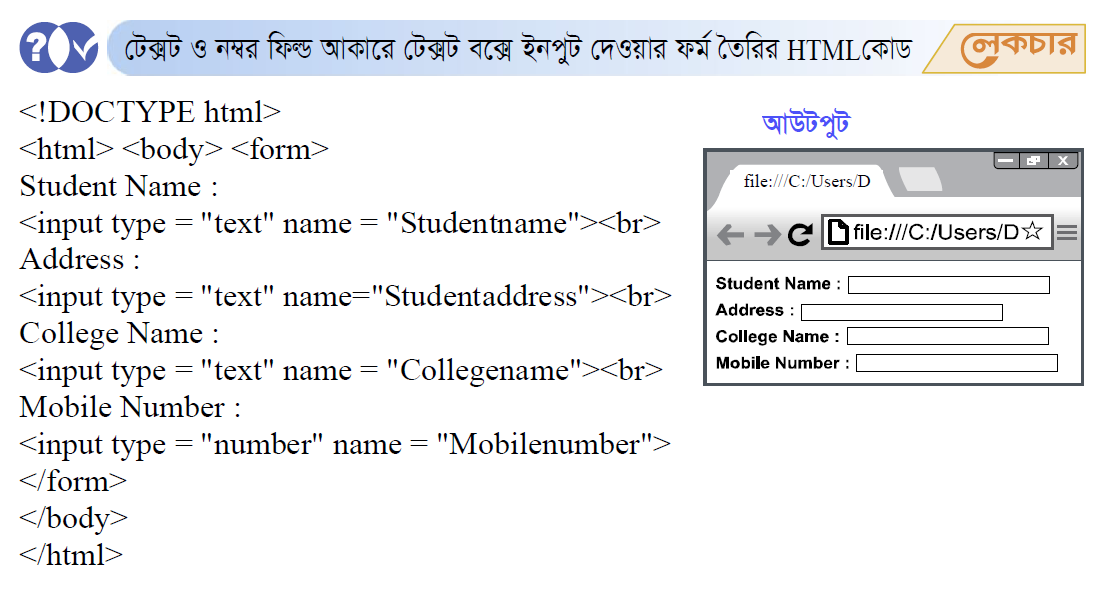 টেক্সট ও নম্বর ফিল্ড আকারে টেক্সট বক্সে ইনপুট দেওয়ার ফর্ম তৈরির HTMLকোড
লেকচার
<!DOCTYPE html>
<html> <body> <form>
Student Name :
<input type = "text" name = "Studentname"><br>
Address :
<input type = "text" name="Studentaddress"><br>
College Name :
<input type = "text" name = "Collegename"><br>
Mobile Number :
<input type = "number" name = "Mobilenumber">
</form>
</body>
</html>
আউটপুট
file:///C:/Users/D
file:///C:/Users/D
Student Name :
Address :
College Name :
Mobile Number :